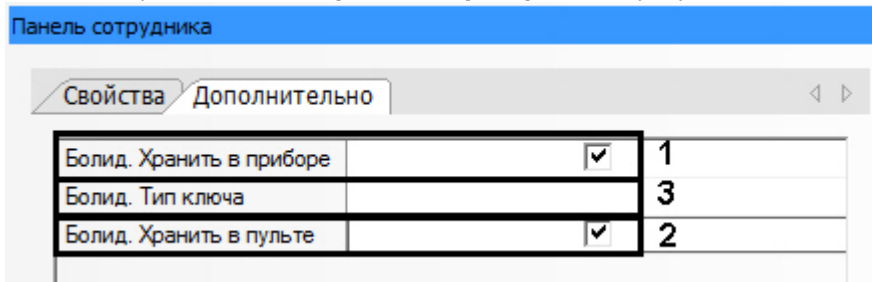 Панель сотрудника
Свойства Дополнительно
Болид. Хранить в приборе 1
Болид. Тип ключа 3
Болид. Хранить в пульте 2